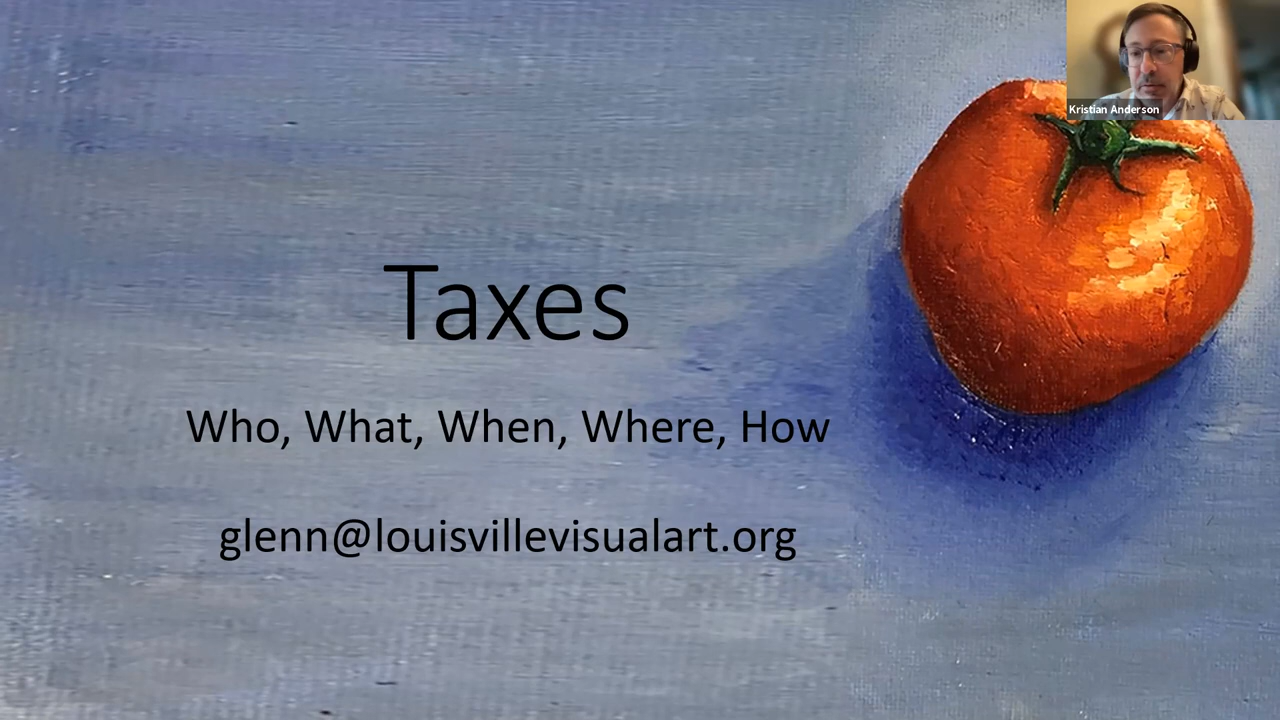 Kristian Anderson
Taxes
Who, What, When, Where, How
glenn@louisvillevisualart.org